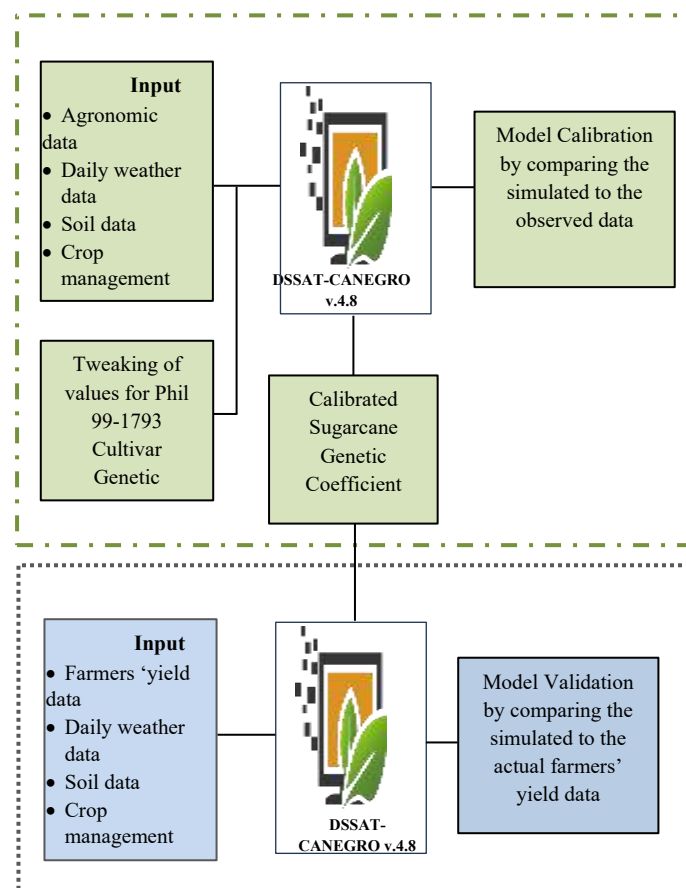 Input
• Agronomic
data
• Daily weather
data
• Soil data
• Crop
management
DSSAT-CANEGRO
v.4.8
Model Calibration
by comparing the
simulated to the
observed data
Tweaking of
values for Phil
99-1793
Cultivar
Genetic
Calibrated
Sugarcane
Genetic
Coefficient
Input
• Farmers ‘yield
data
• Daily weather
data
• Soil data
• Crop
management
DSSAT-
CANEGRO v.4.8
Model Validation
by comparing the
simulated to the
actual farmers’
yield data